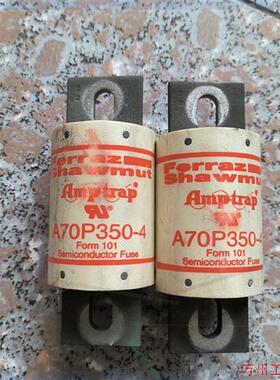 Ferraz
Shawmut
Amp-trap
A70P350-4
Form 101
Semiconductor Fuse
Ferraz
Shawmut
Amp-trap
A70P350-4
Form 101
Semiconductor Fuse